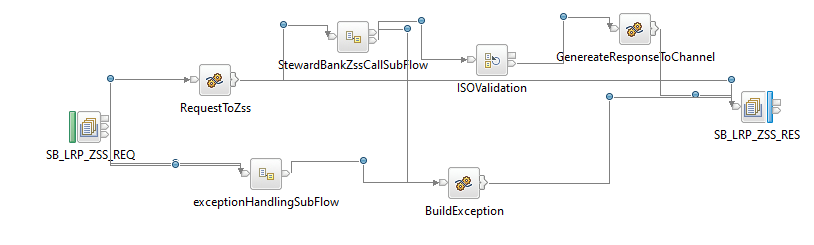 StewardBankZssCallSubFlow
GenereateResponseToChannel
ISOValidation
RequestToZss
SB_LRP_ZSS_RES
SB_LRP_ZSS_REQ
exceptionHandlingSubFlow
BuildException